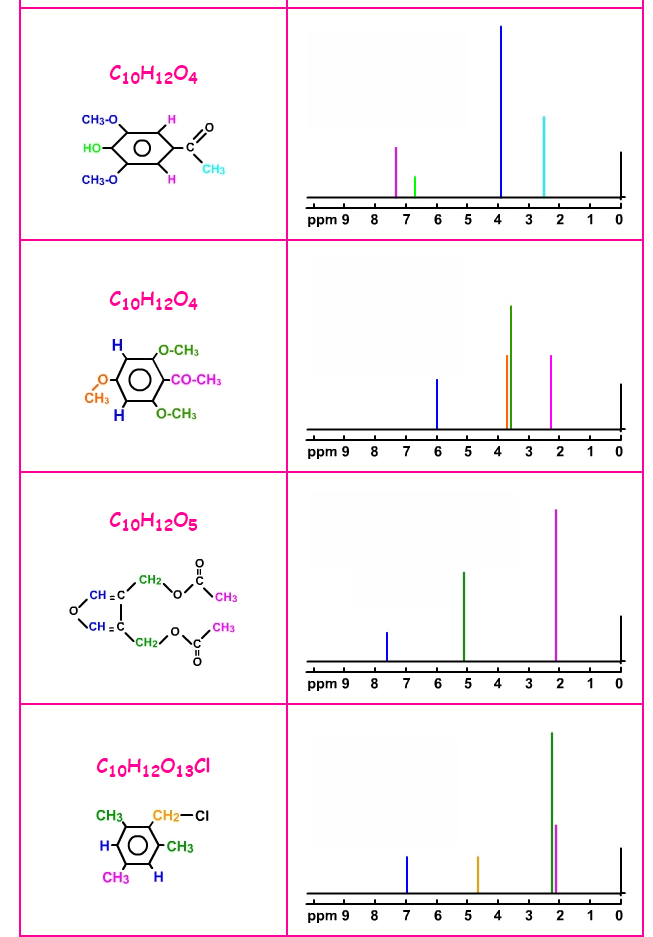 C10H12O4
CH3-O H
O
HO C
CH3
CH3-O H
ppm 9 8 7 6 5 4 3 2 1 0
C10H12O4
H O-CH3
O CO-CH3
CH3
H O-CH3
ppm 9 8 7 6 5 4 3 2 1 0
C10H12O5
O
CH2 C
CH=C O CH3
O
CH=C O CH3
CH2 C
O
ppm 9 8 7 6 5 4 3 2 1 0
C10H12O13Cl
CH3 CH2-Cl
H CH3
CH3 H
ppm 9 8 7 6 5 4 3 2 1 0